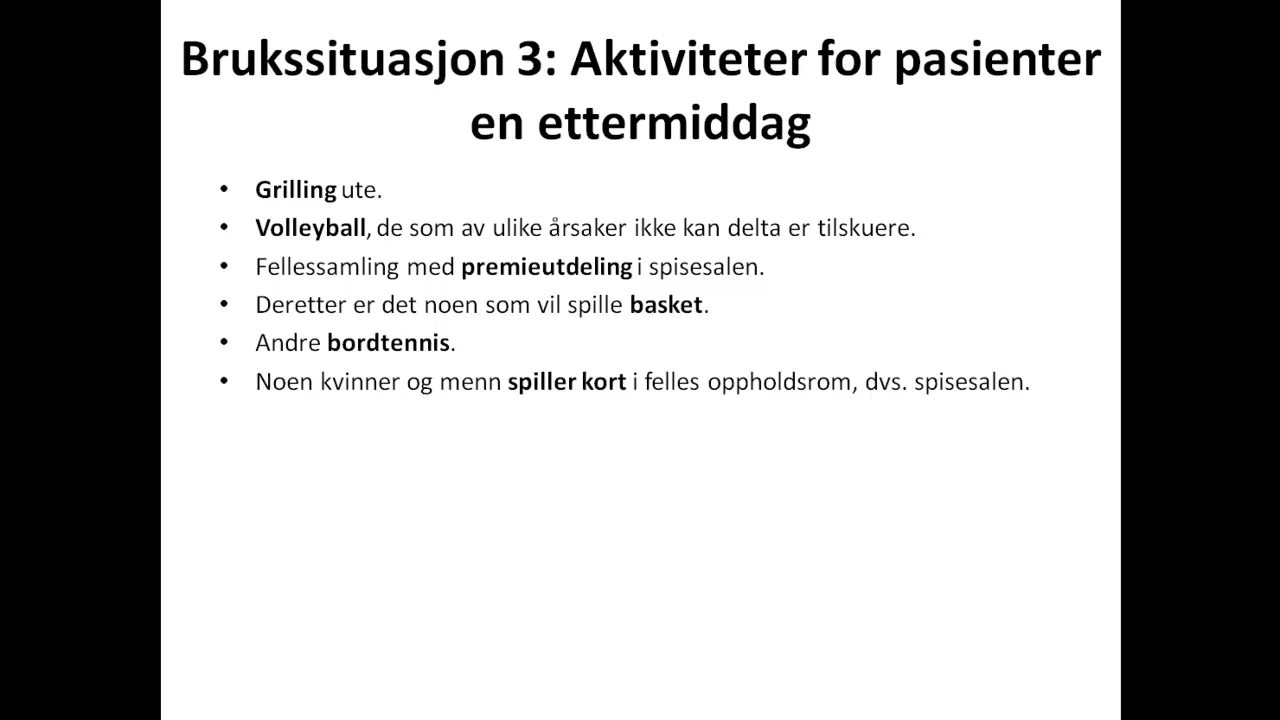 Brukssituasjon 3: Aktiviteter for pasienter
en ettermiddag
• Grilling ute.
• Volleyball, de som av ulike årsaker ikke kan delta er tilskuere.
• Fellessamling med premieutdeling i spisesalen.
• Deretter er det noen som vil spille basket.
• Andre bordtennis.
• Noen kvinner og menn spiller kort i felles oppholdsrom, dvs. spisesalen.